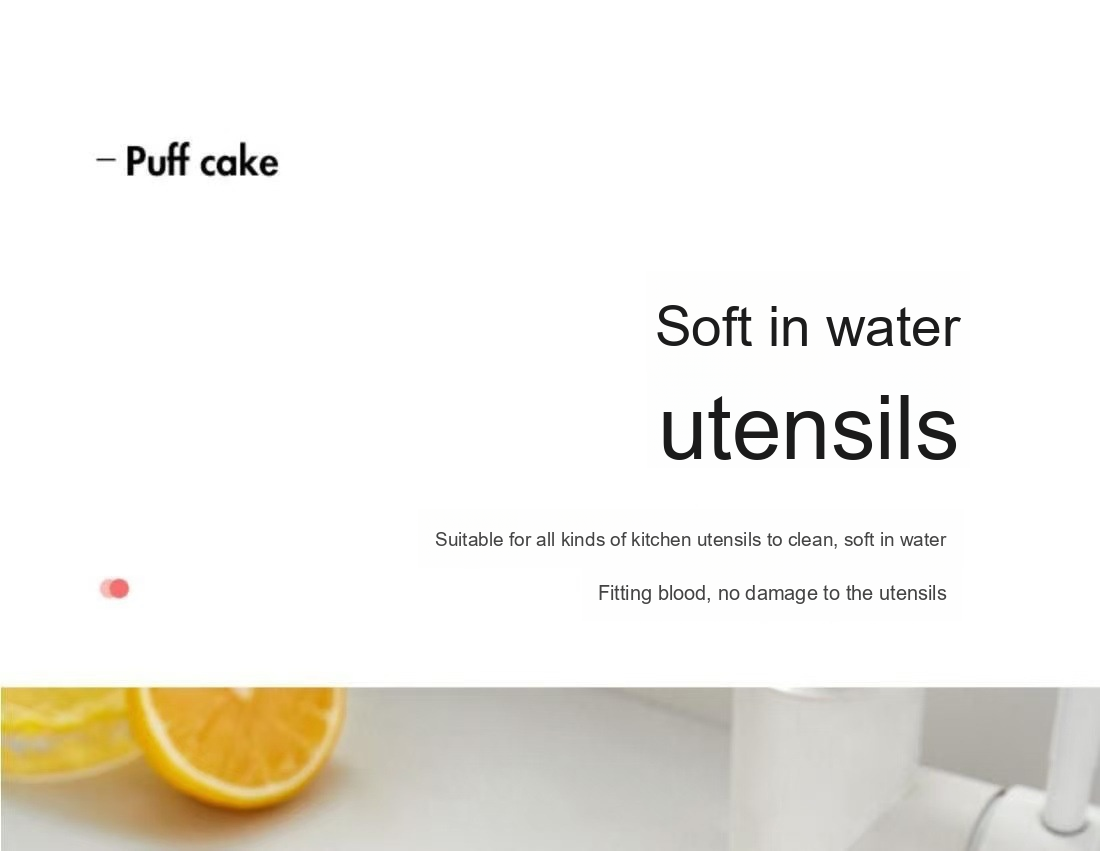 – Puff cake
Soft in water
utensils
Suitable for all kinds of kitchen utensils to clean, soft in water
Fitting blood, no damage to the utensils